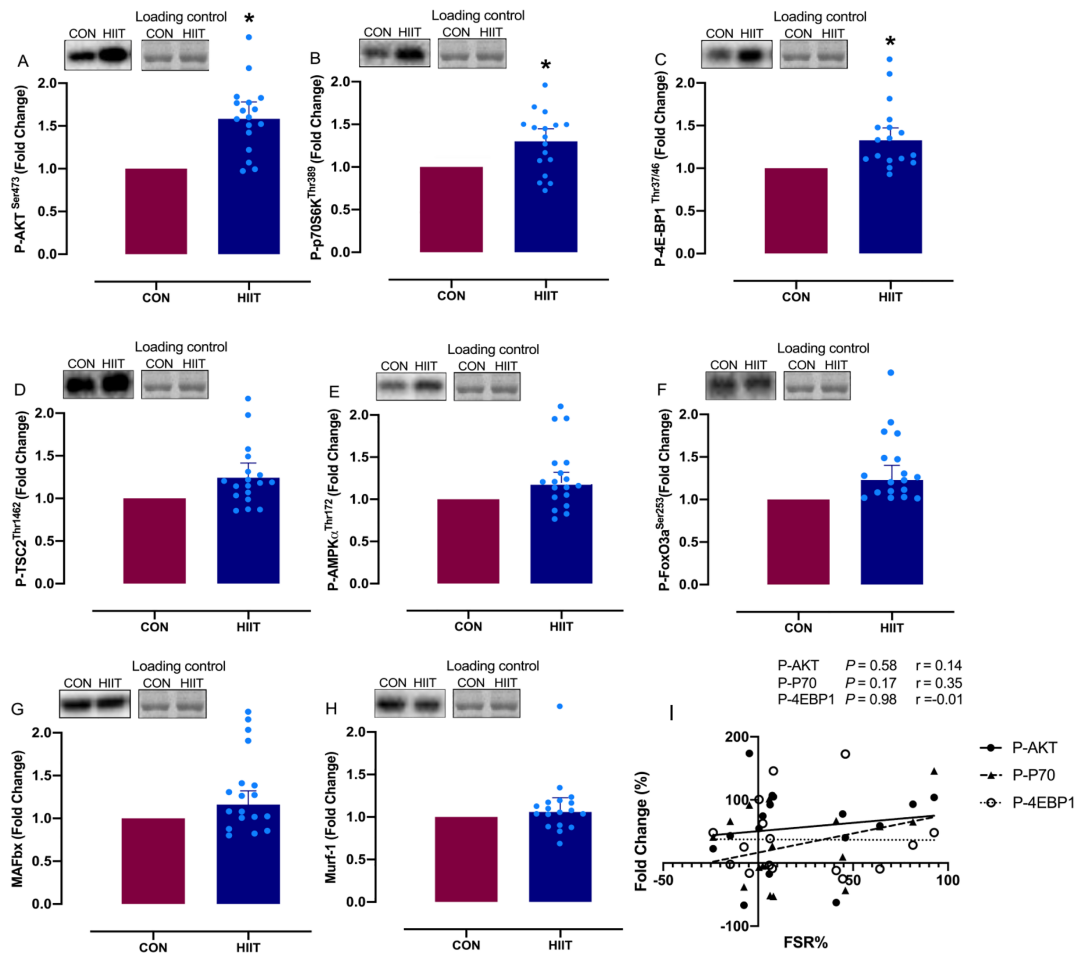 Loading control
CON HIIT CON HIIT
A
*
P-AKT Ser473 (Fold Change)
2.0
1.5
1.0
0.5
0.0
CON HIIT
Loading control
CON HIIT CON HIIT
B
*
P-p70S6KThr389 (Fold Change)
2.0
1.5
1.0
0.5
0.0
CON HIIT
Loading control
CON HIIT CON HIIT
C
*
P-4E-BP1 Thr37/46 (Fold Change)
2.0
1.5
1.0
0.5
0.0
CON HIIT
Loading control
CON HIIT CON HIIT
D
P-TSC2Thr1462 (Fold Change)
2.0
1.5
1.0
0.5
0.0
CON HIIT
Loading control
CON HIIT CON HIIT
E
P-AMPKαThr172 (Fold Change)
2.0
1.5
1.0
0.5
0.0
CON HIIT
Loading control
CON HIIT CON HIIT
F
P-FoxO3aSer253(Fold Change)
2.0
1.5
1.0
0.5
0.0
CON HIIT
Loading control
CON HIIT CON HIIT
G
MAFbx (Fold Change)
2.0
1.5
1.0
0.5
0.0
CON HIIT
Loading control
CON HIIT CON HIIT
H
Murf-1 (Fold Change)
2.0
1.5
1.0
0.5
0.0
CON HIIT
P-AKT P = 0.58 r = 0.14
P-P70 P = 0.17 r = 0.35
P-4EBP1 P = 0.98 r =-0.01
I
Fold Change (%)
200
100
0
-100
-50 50 100
FSR%
P-AKT
P-P70
P-4EBP1